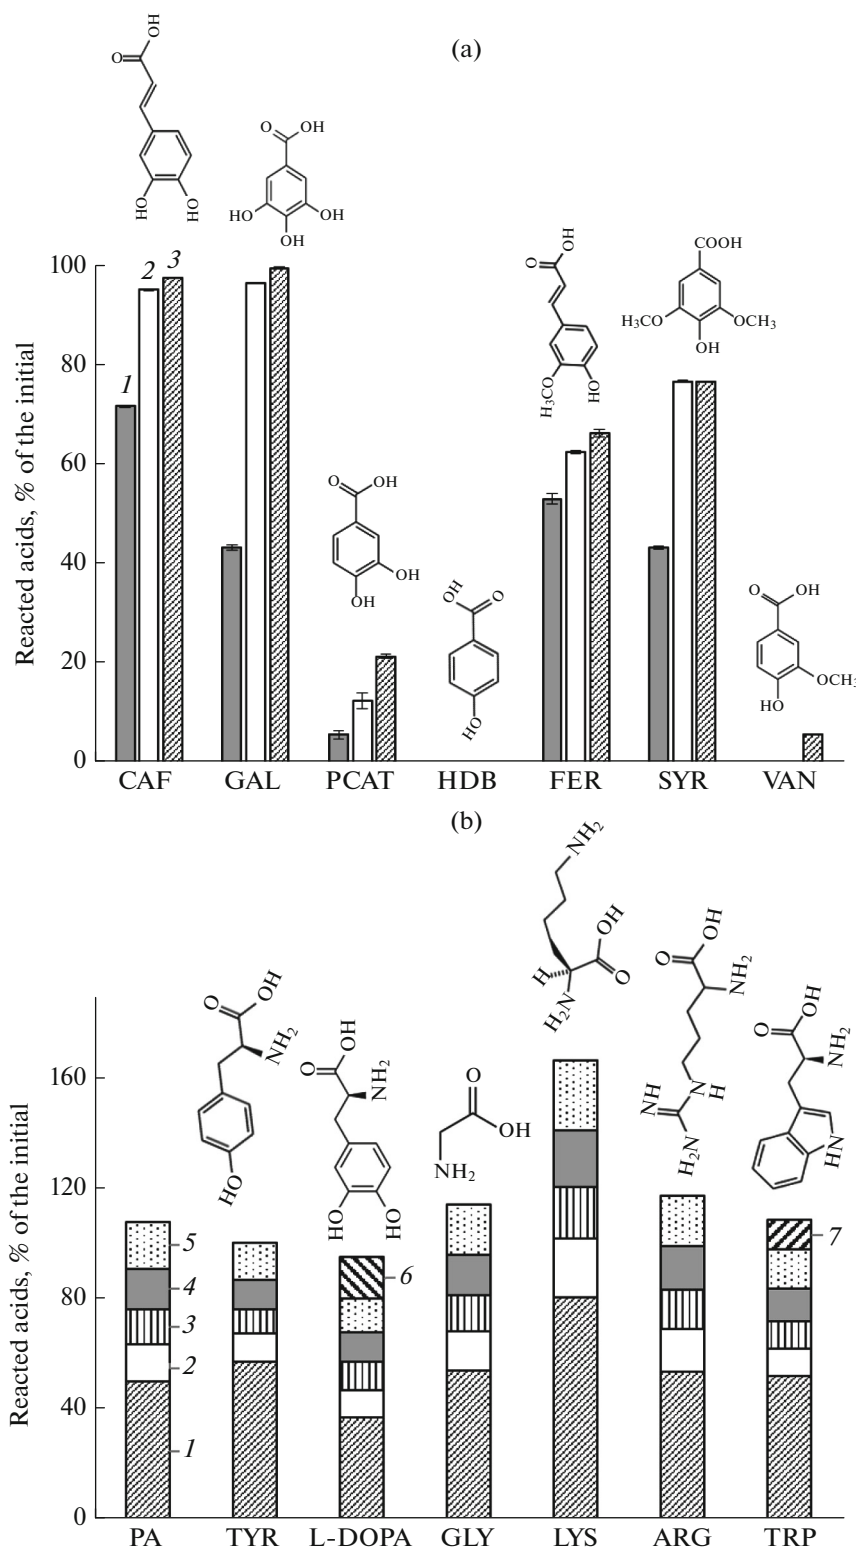 (a)
OH
O
HO
HO
O
OH
HO
OH
OH
Reacted acids, % of the initial
100
80
60
40
20
0
1
2
3
O
OH
OH
OH
OH
O
HO
O
OH
H₃CO
HO
COOH
H₃CO
OCH₃
OH
O
OH
OCH₃
HO
CAF GAL PCAT HDB FER SYR VAN
(b)
Reacted acids, % of the initial
160
120
80
40
0
O
OH
NH₂
HO
O
OH
NH₂
HO
HO
O
OH
NH₂
NH₂
H
H₂N
OH
O
O
OH
NH₂
N
H
NH
H₂N
O
OH
NH₂
HN
5
4
3
2
1
6
7
PA TYR L-DOPA GLY LYS ARG TRP